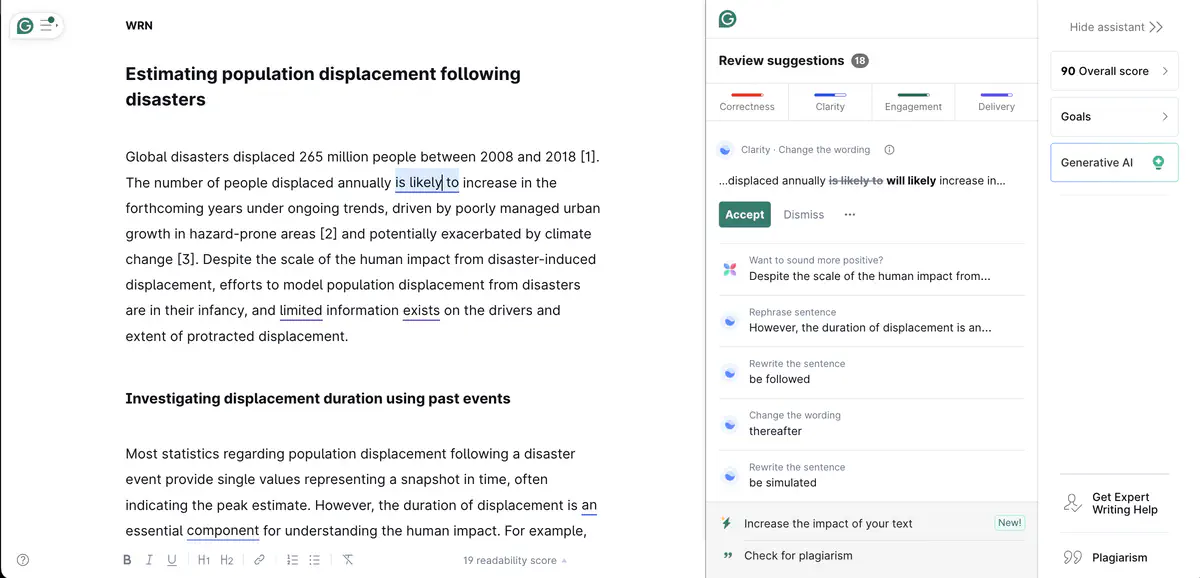 WRN
Estimating population displacement following
disasters
Global disasters displaced 265 million people between 2008 and 2018 [1].
The number of people displaced annually is likely to increase in the
forthcoming years under ongoing trends, driven by poorly managed urban
growth in hazard-prone areas [2] and potentially exacerbated by climate
change [3]. Despite the scale of the human impact from disaster-induced
displacement, efforts to model population displacement from disasters
are in their infancy, and limited information exists on the drivers and
extent of protracted displacement.
Investigating displacement duration using past events
Most statistics regarding population displacement following a disaster
event provide single values representing a snapshot in time, often
indicating the peak estimate. However, the duration of displacement is an
essential component for understanding the human impact. For example,
B I U H1 H2
19 readability score
Review suggestions 18
Correctness
Clarity
Engagement
Delivery
Clarity · Change the wording
...displaced annually is likely to will likely increase in...
Accept
Dismiss
Want to sound more positive?
Despite the scale of the human impact from...
Rephrase sentence
However, the duration of displacement is an...
Rewrite the sentence
be followed
Change the wording
thereafter
Rewrite the sentence
be simulated
Increase the impact of your text
New!
Check for plagiarism
Hide assistant
90 Overall score
Goals
Generative AI
Get Expert
Writing Help
Plagiarism